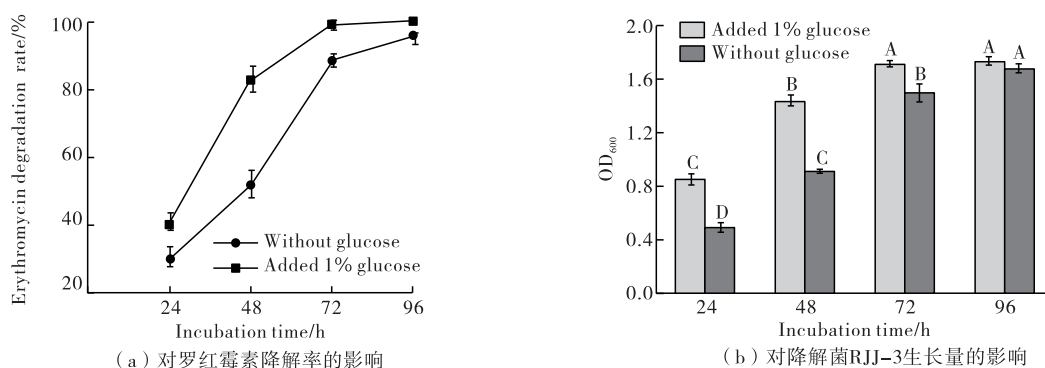 Erythromycin degradation rate/%
100
80
60
40
20
Without glucose
Added 1% glucose
24 48 72 96
Incubation time/h
（a）对罗红霉素降解率的影响
OD600
2.0
1.6
1.2
0.8
0.4
0.0
Added 1% glucose
Without glucose
C D B C A B A A
24 48 72 96
Incubation time/h
（b）对降解菌RJJ-3生长量的影响